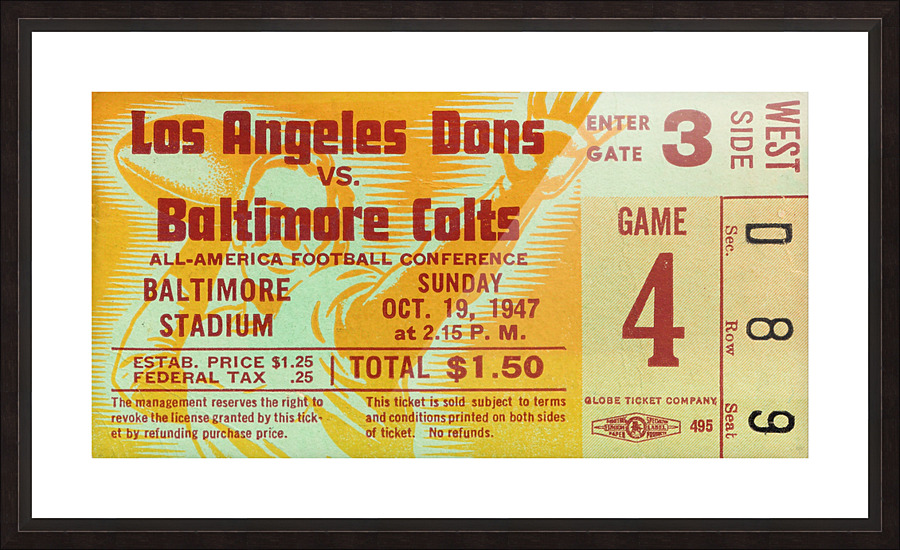 Los Angeles Dons
VS.
Baltimore Colts
ALL-AMERICA FOOTBALL CONFERENCE
BALTIMORE
STADIUM
SUNDAY
OCT. 19, 1947
at 2.15 P. M.
ESTAB. PRICE $1.25
FEDERAL TAX .25
TOTAL $1.50
The management reserves the right to
revoke the license granted by this tick-
et by refunding purchase price.
This ticket is sold subject to terms
and conditions printed on both sides
of ticket. No refunds.
ENTER
GATE
3
WEST
SIDE
GAME
4
GLOBE TICKET COMPANY
495
Sec. D
Row 8
Seat 9